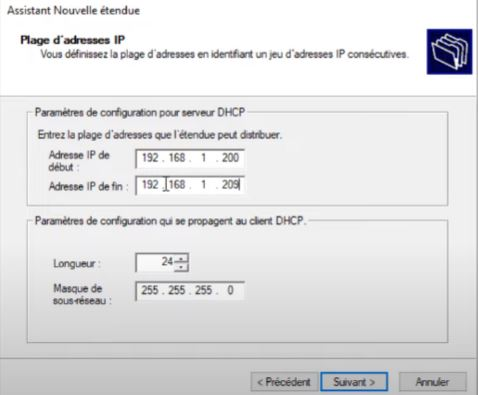 Assistant Nouvelle étendue
Plage d'adresses IP
Vous définissez la plage d'adresses en identifiant un jeu d'adresses IP consécutives.
Paramètres de configuration pour serveur DHCP
Entrez la plage d'adresses que l'étendue peut distribuer.
Adresse IP de
début :
192 . 168 . 1 . 200
Adresse IP de fin :
192 . 168 . 1 . 209
Paramètres de configuration qui se propagent au client DHCP.
Longueur :
24
Masque de
sous-réseau :
255 . 255 . 255 . 0
< Précédent
Suivant >
Annuler